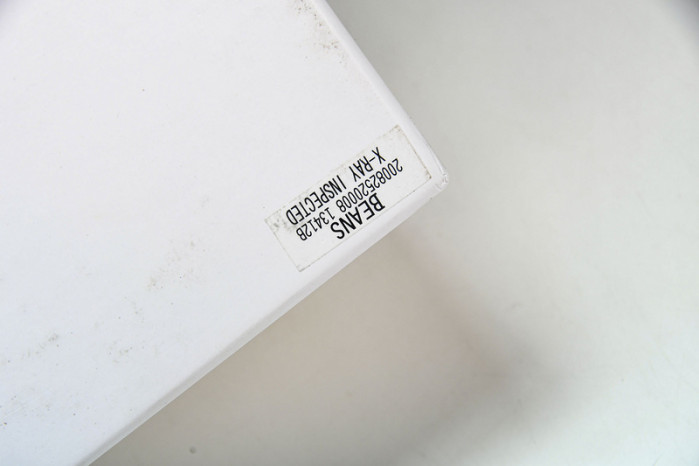 BEANS
20082520008 13412B
X-RAY INSPECTED